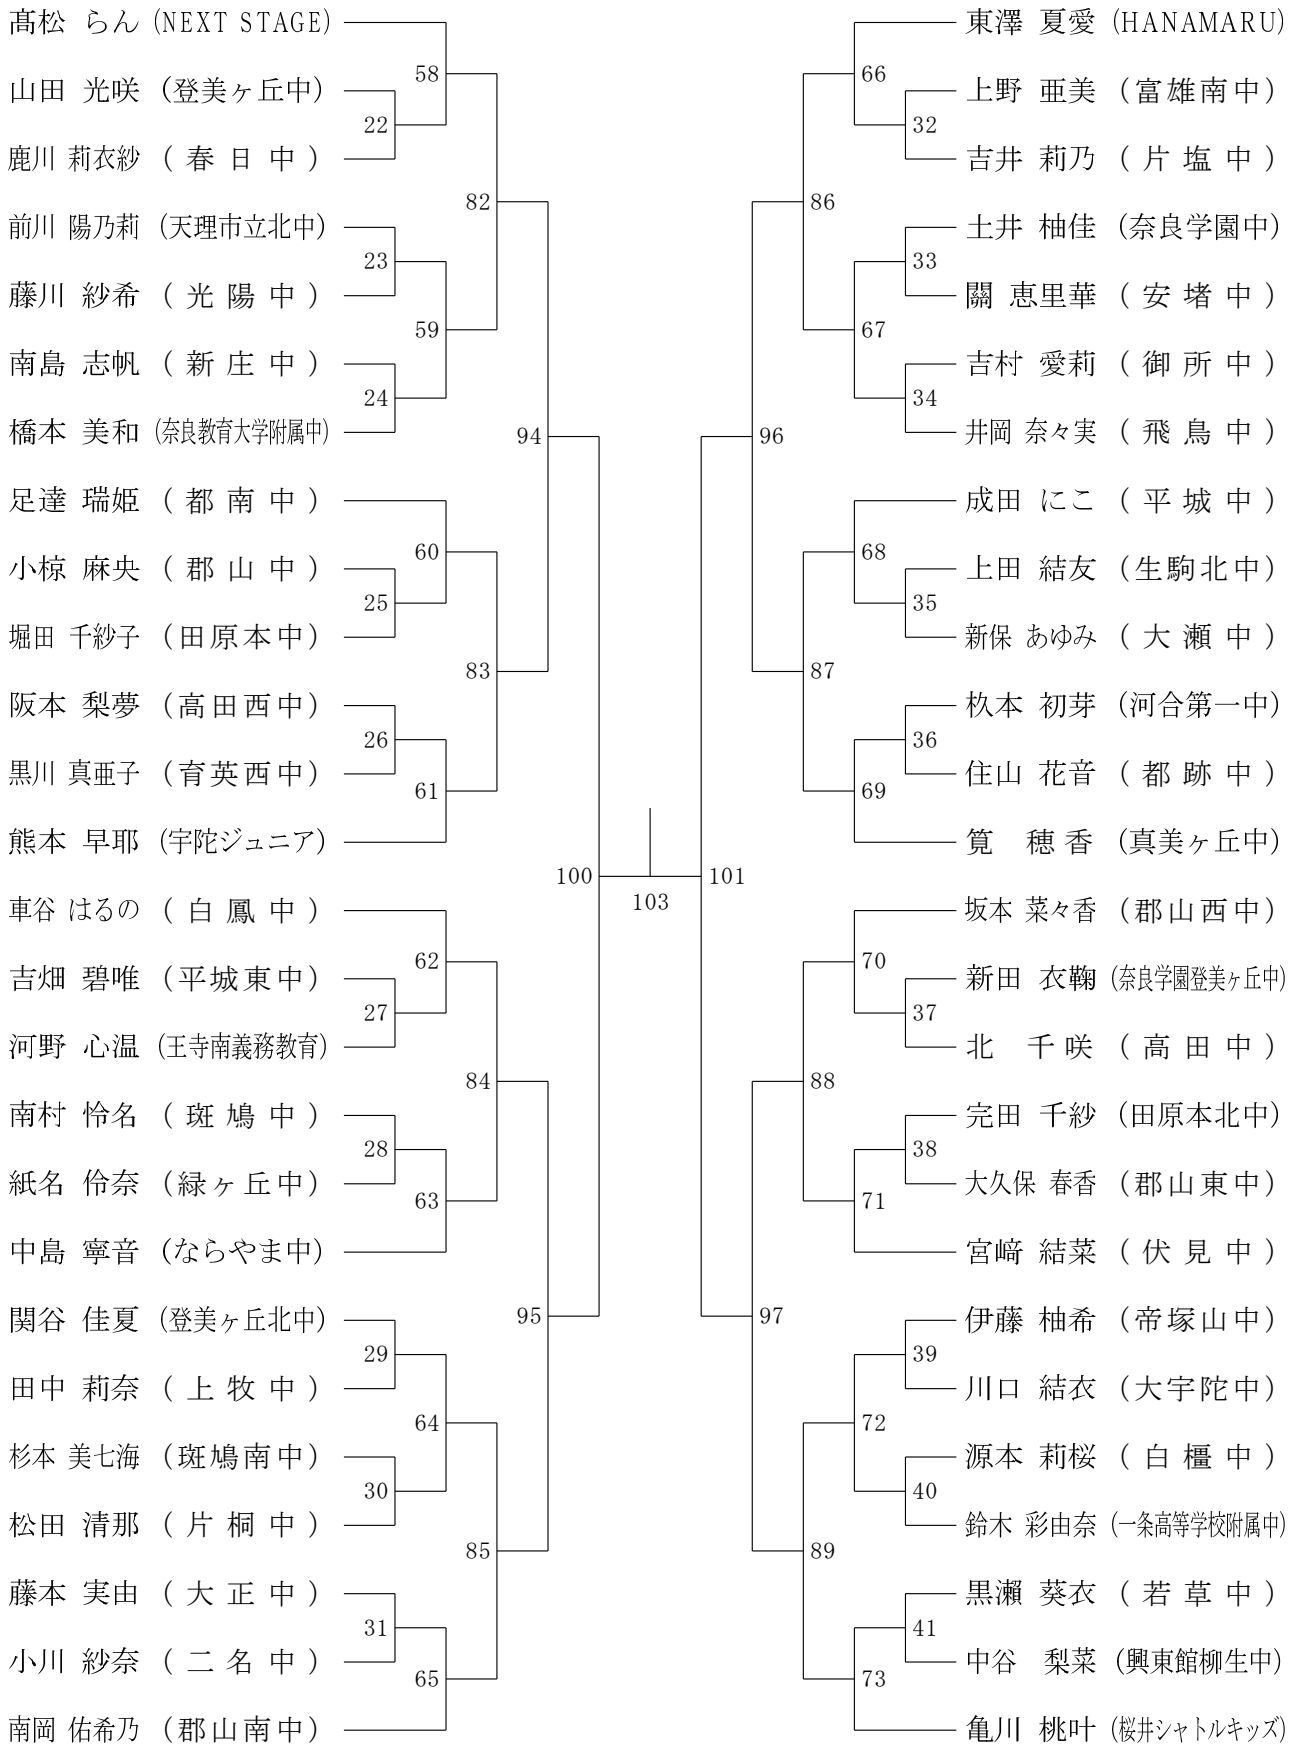 髙松 らん (NEXT STAGE)
山田 光咲 (登美ヶ丘中)
鹿川 莉衣紗 (春日中)
前川 陽乃莉 (天理市立北中)
藤川 紗希 (光陽中)
南島 志帆 (新庄中)
橋本 美和 (奈良教育大学附属中)
足達 瑞姫 (都南中)
小椋 麻央 (郡山中)
堀田 千紗子 (田原本中)
阪本 梨夢 (高田西中)
黒川 真亜子 (育英西中)
熊本 早耶 (宇陀ジュニア)
車谷 はるの (白鳳中)
吉畑 碧唯 (平城東中)
河野 心温 (王寺南義務教育)
南村 怜名 (斑鳩中)
紙名 伶奈 (緑ヶ丘中)
中島 寧音 (ならやま中)
関谷 佳夏 (登美ヶ丘北中)
田中 莉奈 (上牧中)
杉本 美七海 (斑鳩南中)
松田 清那 (片桐中)
藤本 実由 (大正中)
小川 紗奈 (二名中)
南岡 佑希乃 (郡山南中)
58
22
82
23
59
24
94
60
25
83
26
61
100
62
27
84
28
63
95
29
64
30
85
31
65
103
101
66
32
86
33
67
34
96
68
35
87
36
69
70
37
88
38
71
97
39
72
40
89
41
73
東澤 夏愛 (HANAMARU)
上野 亜美 (富雄南中)
吉井 莉乃 (片塩中)
土井 柚佳 (奈良学園中)
關 恵里華 (安堵中)
吉村 愛莉 (御所中)
井岡 奈々実 (飛鳥中)
成田 にこ (平城中)
上田 結友 (生駒北中)
新保 あゆみ (大瀬中)
杦本 初芽 (河合第一中)
住山 花音 (都跡中)
筧 穂香 (真美ヶ丘中)
坂本 菜々香 (郡山西中)
新田 衣鞠 (奈良学園登美ヶ丘中)
北 千咲 (高田中)
完田 千紗 (田原本北中)
大久保 春香 (郡山東中)
宮﨑 結菜 (伏見中)
伊藤 柚希 (帝塚山中)
川口 結衣 (大宇陀中)
源本 莉桜 (白橿中)
鈴木 彩由奈 (一条高等学校附属中)
黒瀬 葵衣 (若草中)
中谷 梨菜 (興東館柳生中)
亀川 桃叶 (桜井シャトルキッズ)